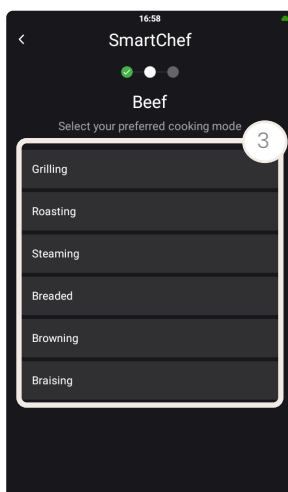 16:58
SmartChef
Beef
Select your preferred cooking mode
3
Grilling
Roasting
Steaming
Breaded
Browning
Braising